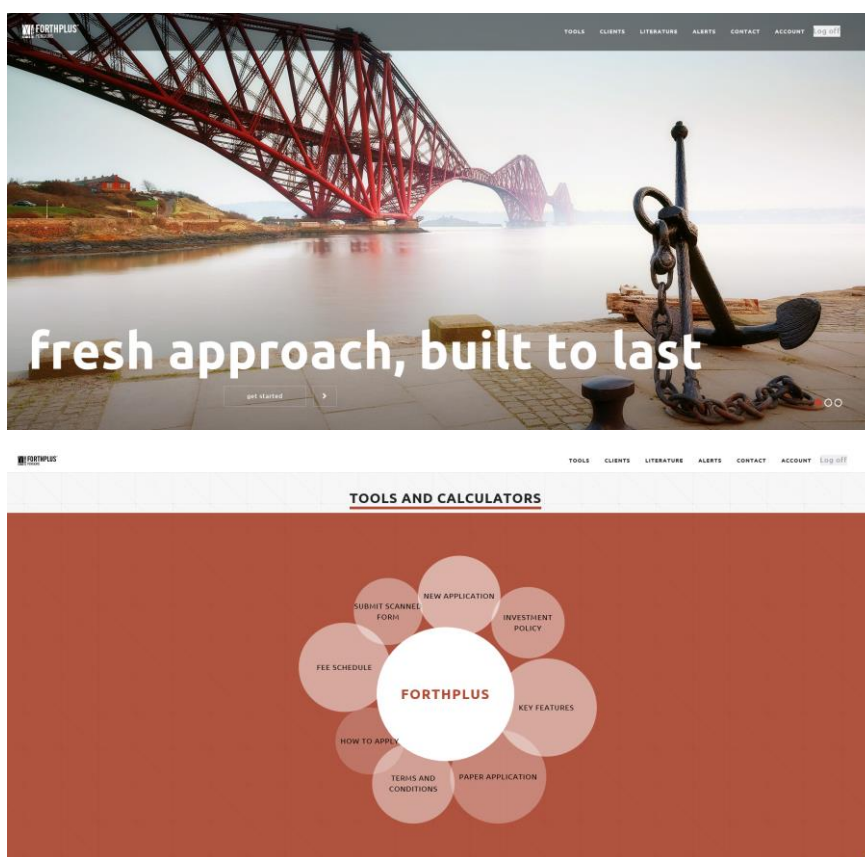 FORTHPLUS
PENSIONS
TOOLS CLIENTS LITERATURE ALERTS CONTACT ACCOUNT Log off
fresh approach, built to last
get started
FORTHPLUS
PENSIONS
TOOLS CLIENTS LITERATURE ALERTS CONTACT ACCOUNT Log off
TOOLS AND CALCULATORS
NEW APPLICATION
SUBMIT SCANNED
FORM
INVESTMENT
POLICY
FEE SCHEDULE
FORTHPLUS
KEY FEATURES
HOW TO APPLY
TERMS AND
CONDITIONS
PAPER APPLICATION